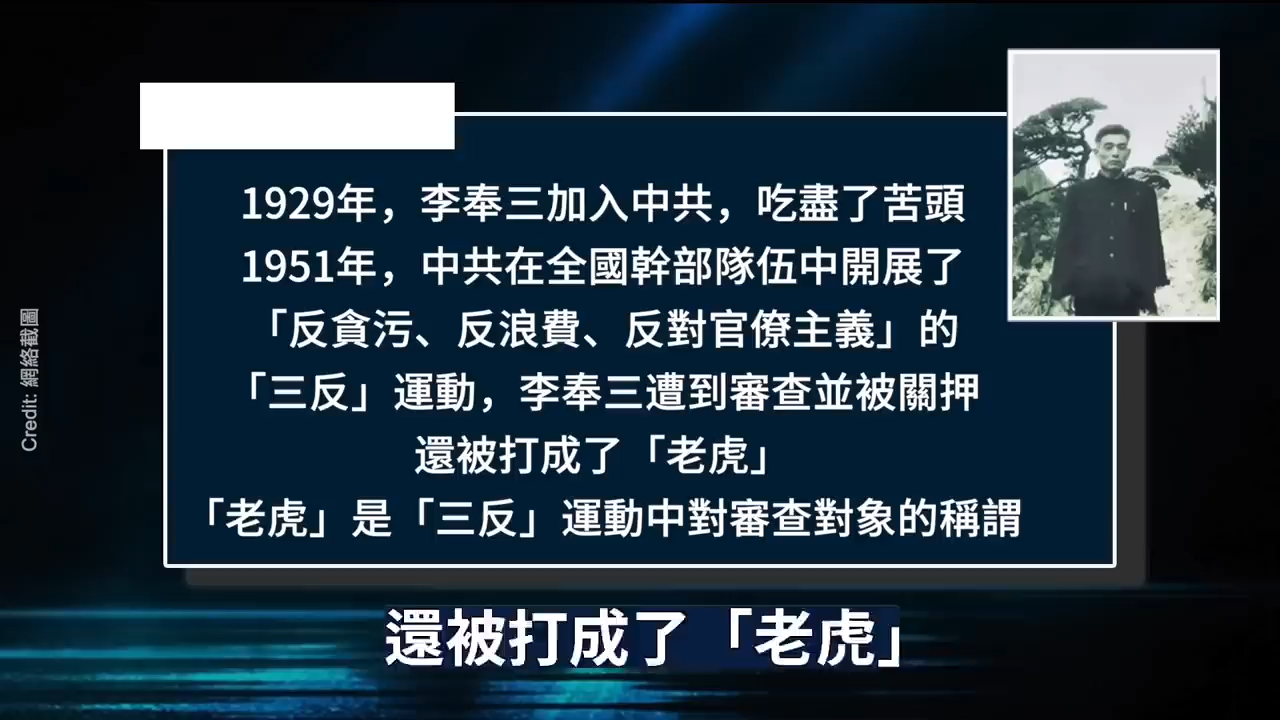 1929年，李奉三加入中共，吃盡了苦頭
1951年，中共在全國幹部隊伍中開展了
「反貪污、反浪費、反對官僚主義」的
「三反」運動，李奉三遭到審查並被關押
還被打成了「老虎」
「老虎」是「三反」運動中對審查對象的稱謂
Credit: 網絡截圖
還被打成了「老虎」